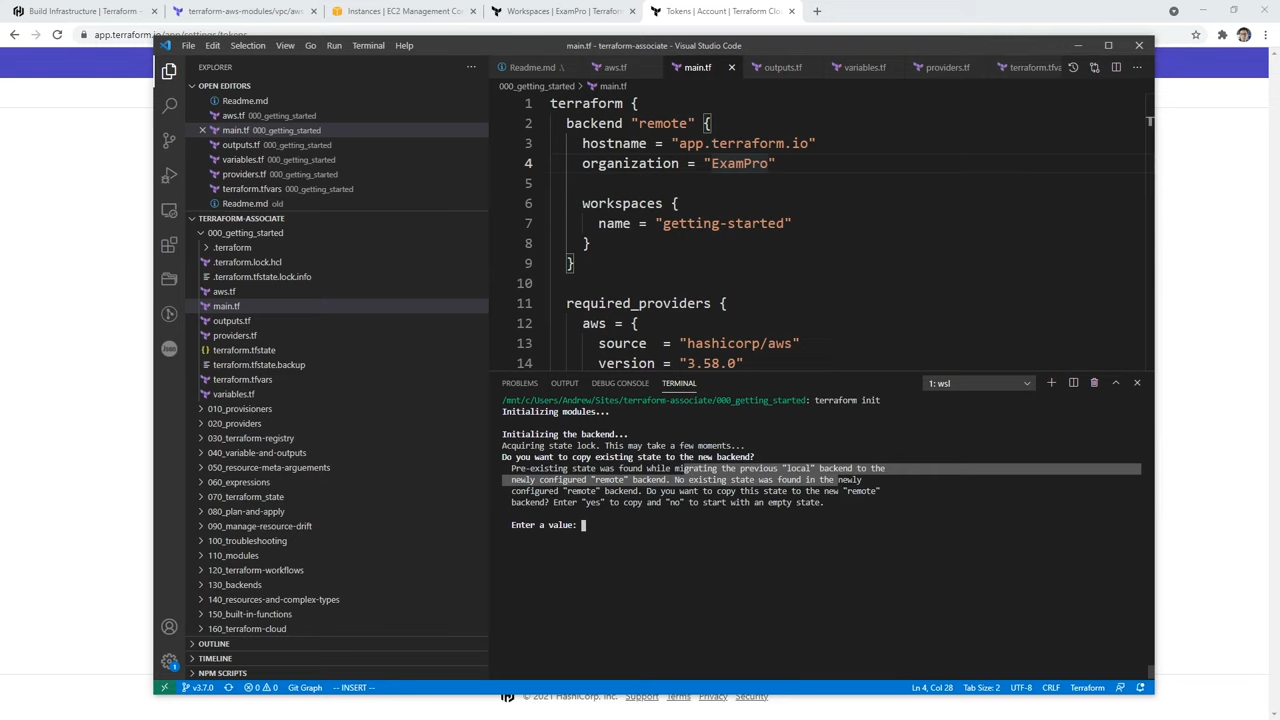 Build Infrastructure | Terraform -
terraform-aws-modules/vpc/aws
Instances | EC2 Management Con
Workspaces | ExamPro | Terraform
Tokens | Account | Terraform Clou
app.terraform.io/app/settings/tokens
File Edit Selection View Go Run Terminal Help
main.tf - terraform-associate - Visual Studio Code
EXPLORER
OPEN EDITORS
Readme.md
aws.tf 000_getting_started
main.tf 000_getting_started
outputs.tf 000_getting_started
variables.tf 000_getting_started
providers.tf 000_getting_started
terraform.tfvars 000_getting_started
Readme.md old
TERRAFORM-ASSOCIATE
000_getting_started
.terraform
.terraform.lock.hcl
.terraform.tfstate.lock.info
aws.tf
main.tf
outputs.tf
providers.tf
terraform.tfstate
terraform.tfstate.backup
terraform.tfvars
variables.tf
010_provisioners
020_providers
030_terraform-registry
040_variable-and-outputs
050_resource-meta-arguements
060_expressions
070_terraform_state
080_plan-and-apply
090_manage-resource-drift
100_troubleshooting
110_modules
120_terraform-workflows
130_backends
140_resources-and-complex-types
150_built-in-functions
160_terraform-cloud
OUTLINE
TIMELINE
NPM SCRIPTS
Readme.md .\
aws.tf
main.tf
outputs.tf
variables.tf
providers.tf
terraform.tfva
000_getting_started > main.tf
1 terraform {
2 backend "remote" {
3 hostname = "app.terraform.io"
4 organization = "ExamPro"
5
6 workspaces {
7 name = "getting-started"
8 }
9 }
10
11 required_providers {
12 aws = {
13 source = "hashicorp/aws"
version = "3.58.0"
PROBLEMS OUTPUT DEBUG CONSOLE TERMINAL
1: wsl
/mnt/c/Users/Andrew/Sites/terraform-associate/000_getting_started: terraform init
Initializing modules...
Initializing the backend...
Acquiring state lock. This may take a few moments...
Do you want to copy existing state to the new backend?
Pre-existing state was found while migrating the previous "local" backend to the
newly configured "remote" backend. No existing state was found in the newly
configured "remote" backend. Do you want to copy this state to the new "remote"
backend? Enter "yes" to copy and "no" to start with an empty state.
Enter a value:
v3.7.0
0 0
Git Graph
-- INSERT --
Ln 4, Col 28
Tab Size: 2
UTF-8
CRLF
Terraform
© 2021 HashiCorp, Inc. Support Terms Privacy Security